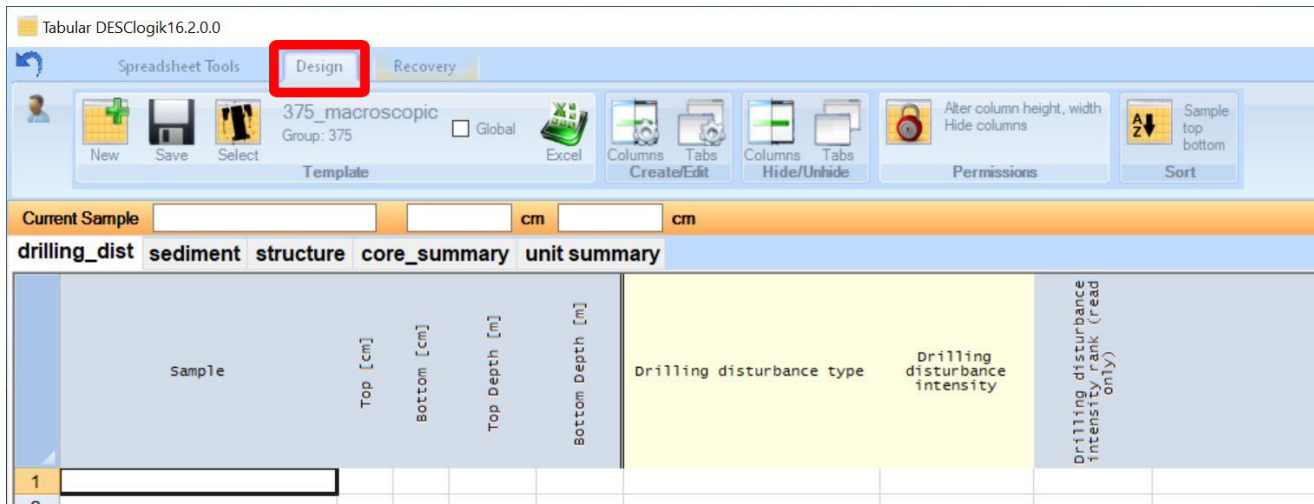 Tabular DESClogik16.2.0.0
Spreadsheet Tools Design Recovery
375_macroscopic
Group: 375
Global
New Save Select Excel
Template
Columns Tabs
Create/Edit
Columns Tabs
Hide/Unhide
Alter column height, width
Hide columns
Permissions
A
Z
Sample
top
bottom
Sort
Current Sample cm cm
drilling_dist sediment structure core_summary unit summary
Sample
Top [cm]
Bottom [cm]
Top Depth [m]
Bottom Depth [m]
Drilling disturbance type
Drilling
disturbance
intensity
Drilling disturbance
intensity rank (read
only)
1